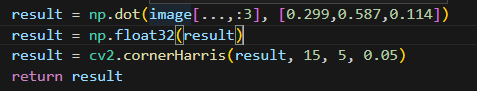 result = np.dot(image[...,:3], [0.299,0.587,0.114])
result = np.float32(result)
result = cv2.cornerHarris(result, 15, 5, 0.05)
return result